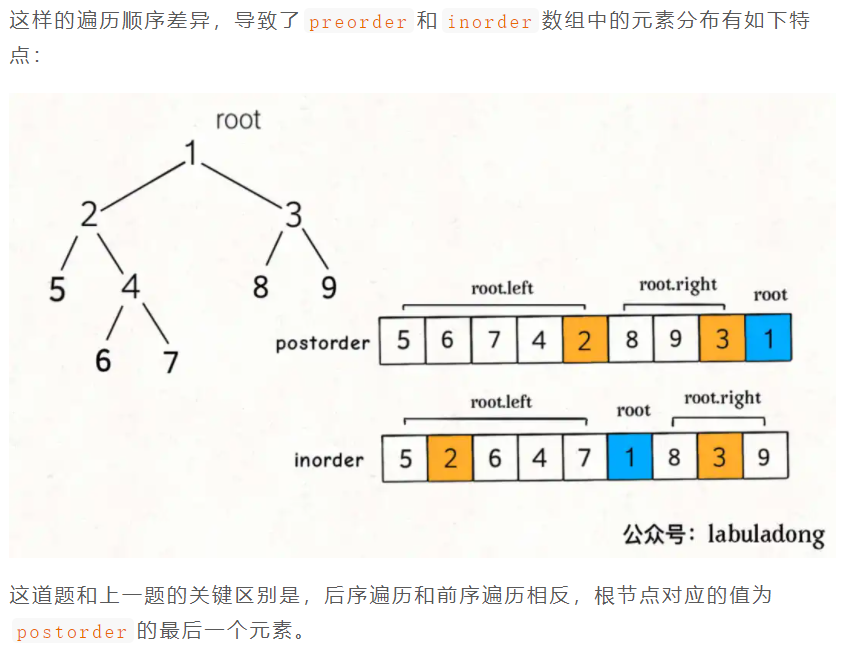 这样的遍历顺序差异，导致了 preorder 和 inorder 数组中的元素分布有如下特
点：
root
1
2 3
5 4 8 9
6 7
root.left root.right root
postorder 5 6 7 4 2 8 9 3 1
root.left root root.right
inorder 5 2 6 4 7 1 8 3 9
公众号：labuladong
这道题和上一题的关键区别是，后序遍历和前序遍历相反，根节点对应的值为
postorder 的最后一个元素。